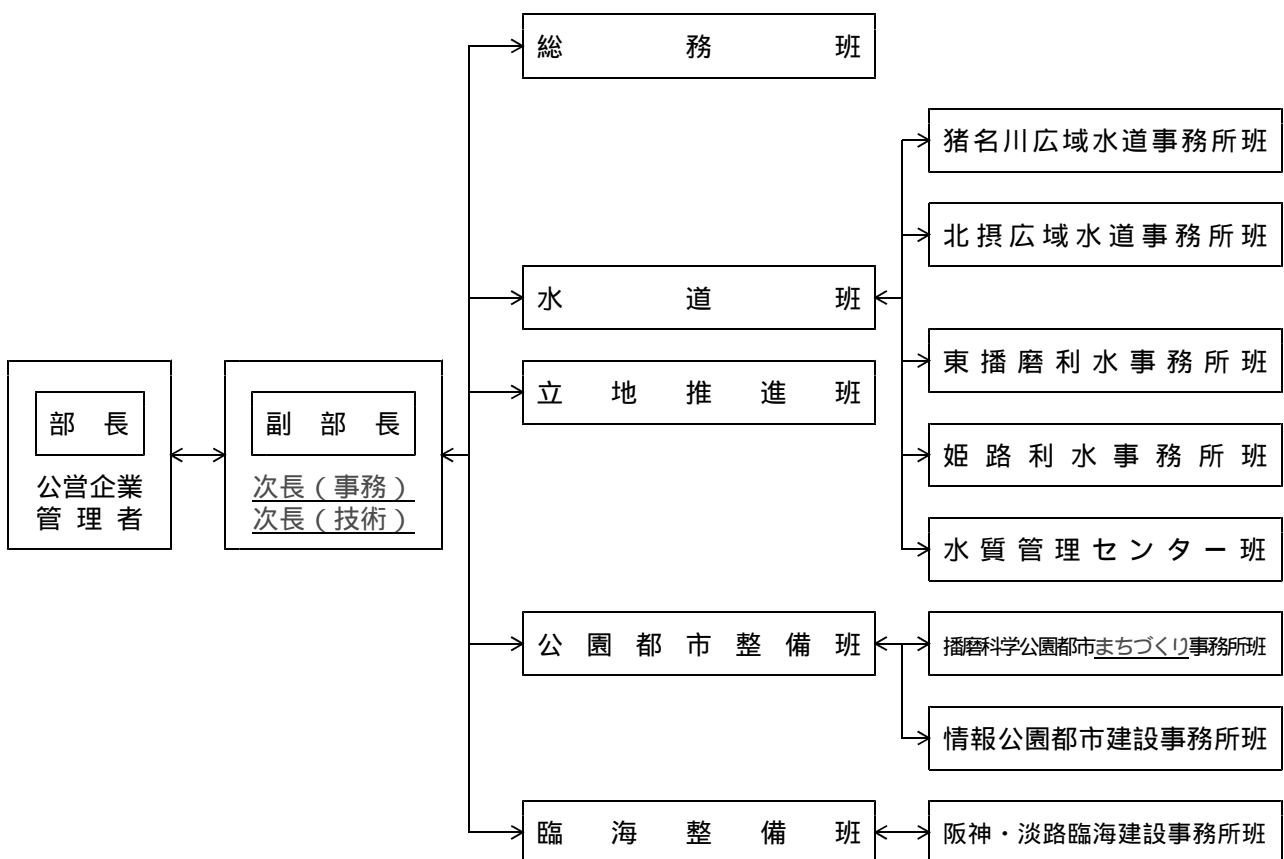 総務班
猪名川広域水道事務所班
北摂広域水道事務所班
水道班
東播磨利水事務所班
立地推進班
部長
公営企業
管理者
副部長
次長（事務）
次長（技術）
姫路利水事務所班
水質管理センター班
公園都市整備班
播磨科学公園都市まちづくり事務所班
情報公園都市建設事務所班
臨海整備班
阪神・淡路臨海建設事務所班